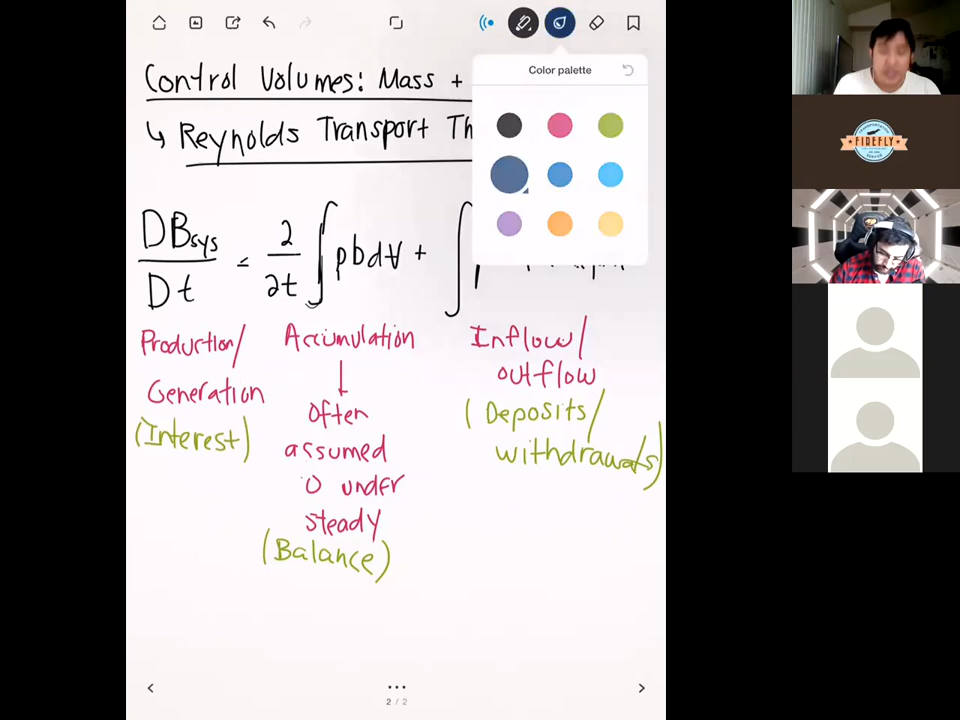 Color palette
Control Volumes: Mass +
↳ Reynolds Transport Th
DBsys/Dt = ∂/∂t ∫ρbd∀ + ∫
Production/
Generation
(Interest)
Accumulation
↓
Often
assumed
0 under
steady
(Balance)
Inflow/
outflow
(Deposits/
withdrawals)
2 / 2
FIREFLY